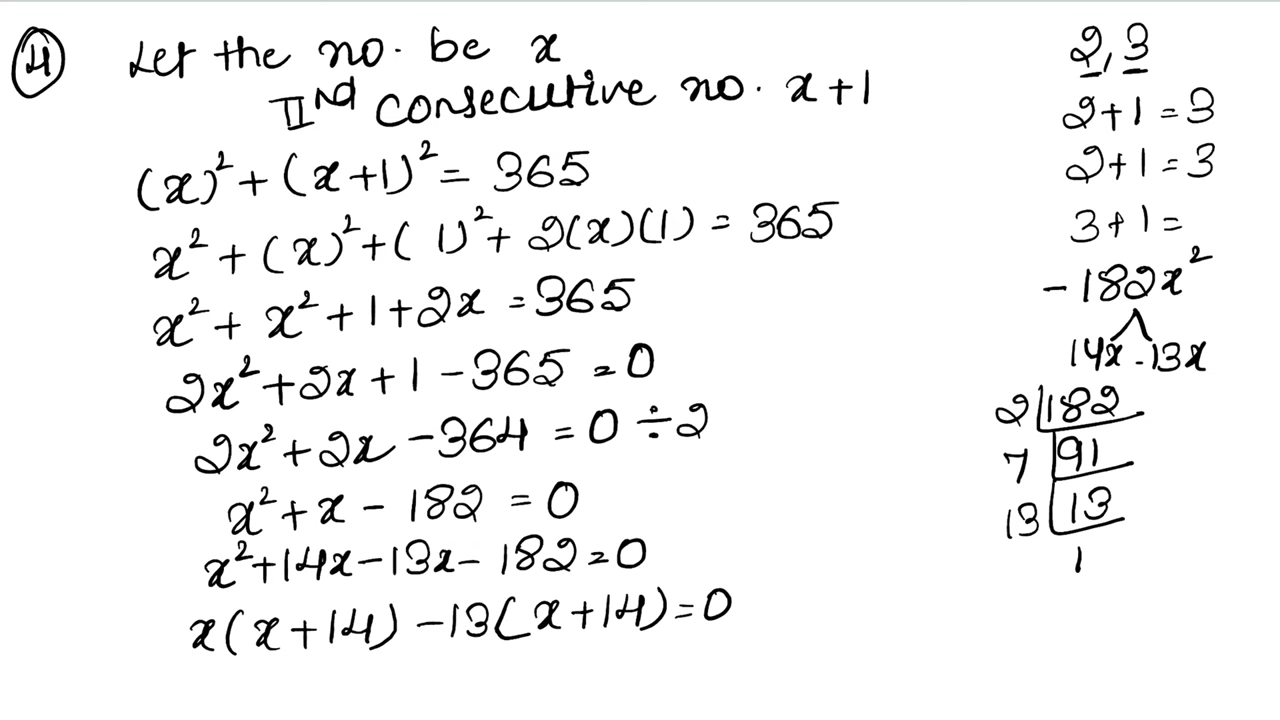 ④ Let the no. be x
IInd consecutive no. x+1
(x)² + (x+1)² = 365
x² + (x)² + (1)² + 2(x)(1) = 365
x² + x² + 1 + 2x = 365
2x² + 2x + 1 - 365 = 0
2x² + 2x - 364 = 0 ÷ 2
x² + x - 182 = 0
x² + 14x - 13x - 182 = 0
x(x+14) - 13(x+14) = 0
2, 3
2+1 = 3
2+1 = 3
3+1 =
-182x²
14x - 13x
2 182
7 91
13 13
1